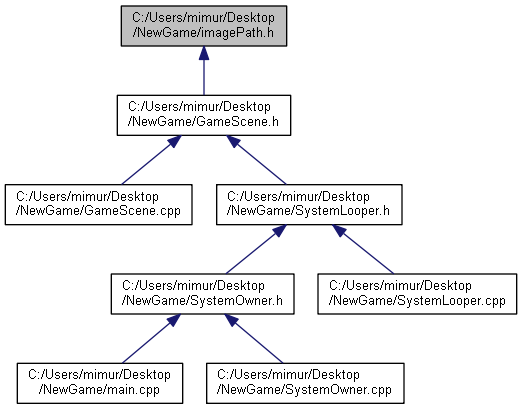 C:/Users/mimur/Desktop
/NewGame/imagePath.h
C:/Users/mimur/Desktop
/NewGame/GameScene.h
C:/Users/mimur/Desktop
/NewGame/GameScene.cpp
C:/Users/mimur/Desktop
/NewGame/SystemLooper.h
C:/Users/mimur/Desktop
/NewGame/SystemOwner.h
C:/Users/mimur/Desktop
/NewGame/SystemLooper.cpp
C:/Users/mimur/Desktop
/NewGame/main.cpp
C:/Users/mimur/Desktop
/NewGame/SystemOwner.cpp